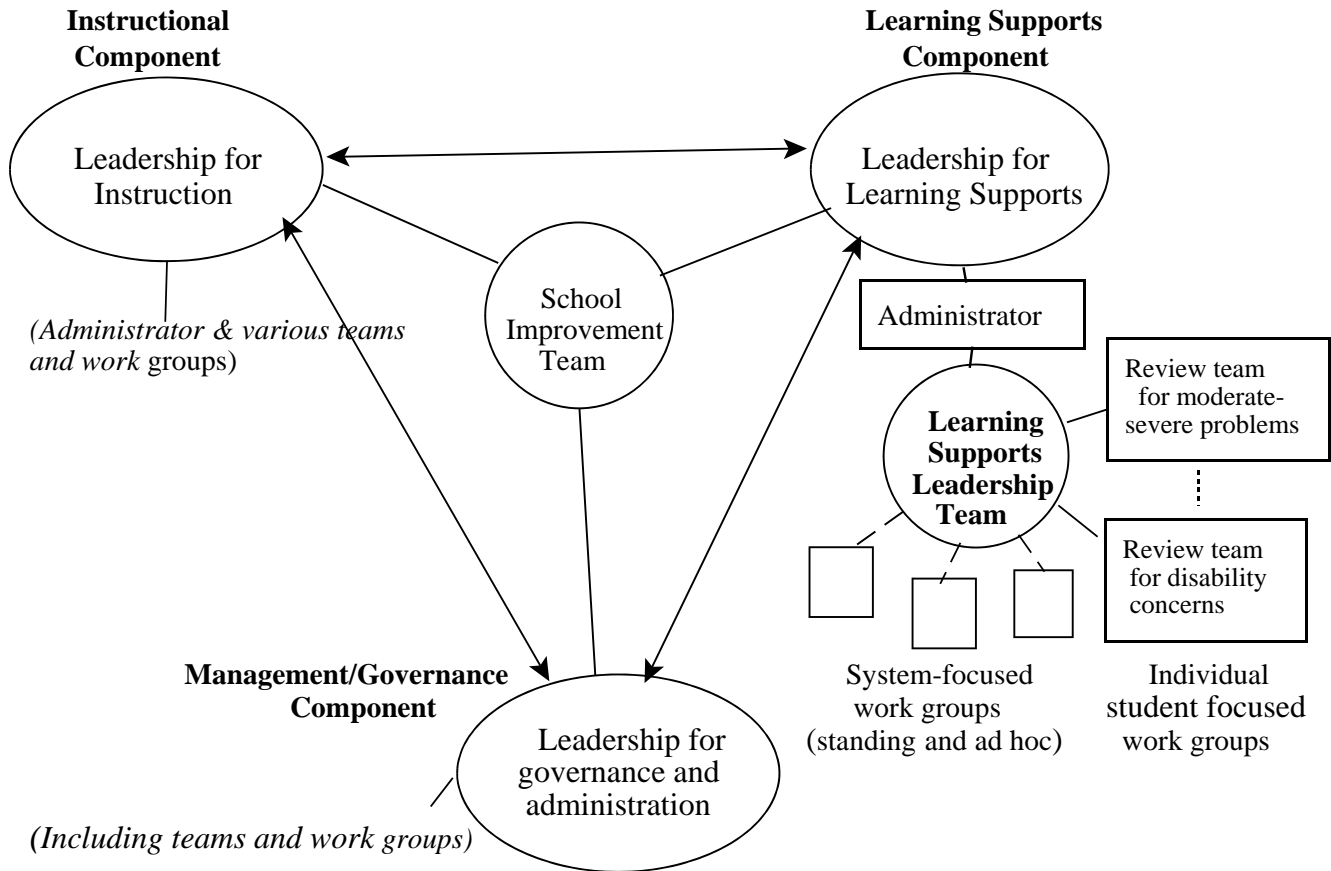 Instructional
Component
Learning Supports
Component
Leadership for
Instruction
Leadership for
Learning Supports
(Administrator & various teams
and work groups)
School
Improvement
Team
Administrator
Learning
Supports
Leadership
Team
Review team
for moderate-
severe problems
Review team
for disability
concerns
Management/Governance
Component
System-focused
work groups
(standing and ad hoc)
Individual
student focused
work groups
Leadership for
governance and
administration
(Including teams and work groups)